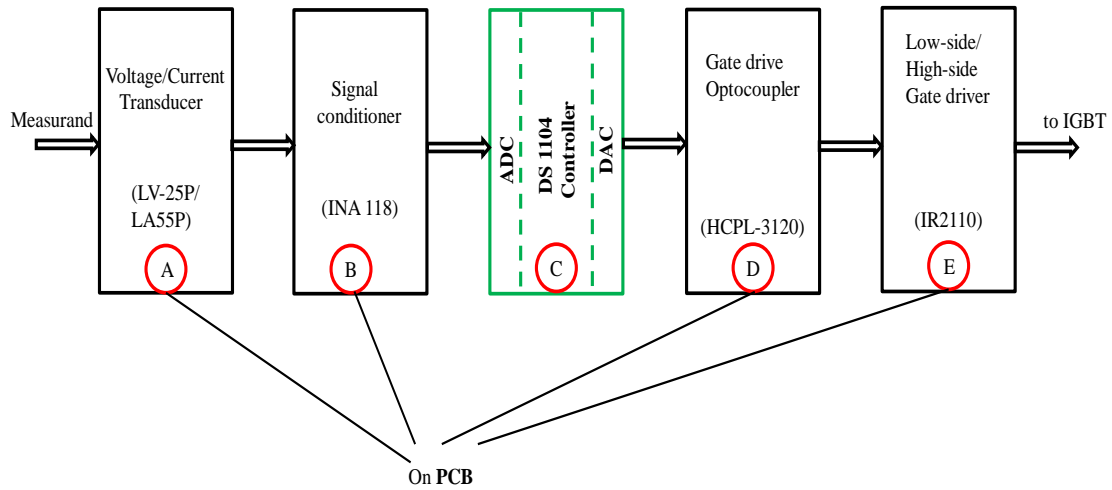 Measurand
Voltage/Current
Transducer
(LV-25P/
LA55P)
A
Signal
conditioner
(INA 118)
B
ADC
DS 1104
Controller
DAC
C
Gate drive
Optocoupler
(HCPL-3120)
D
Low-side/
High-side
Gate driver
(IR2110)
E
to IGBT
On PCB